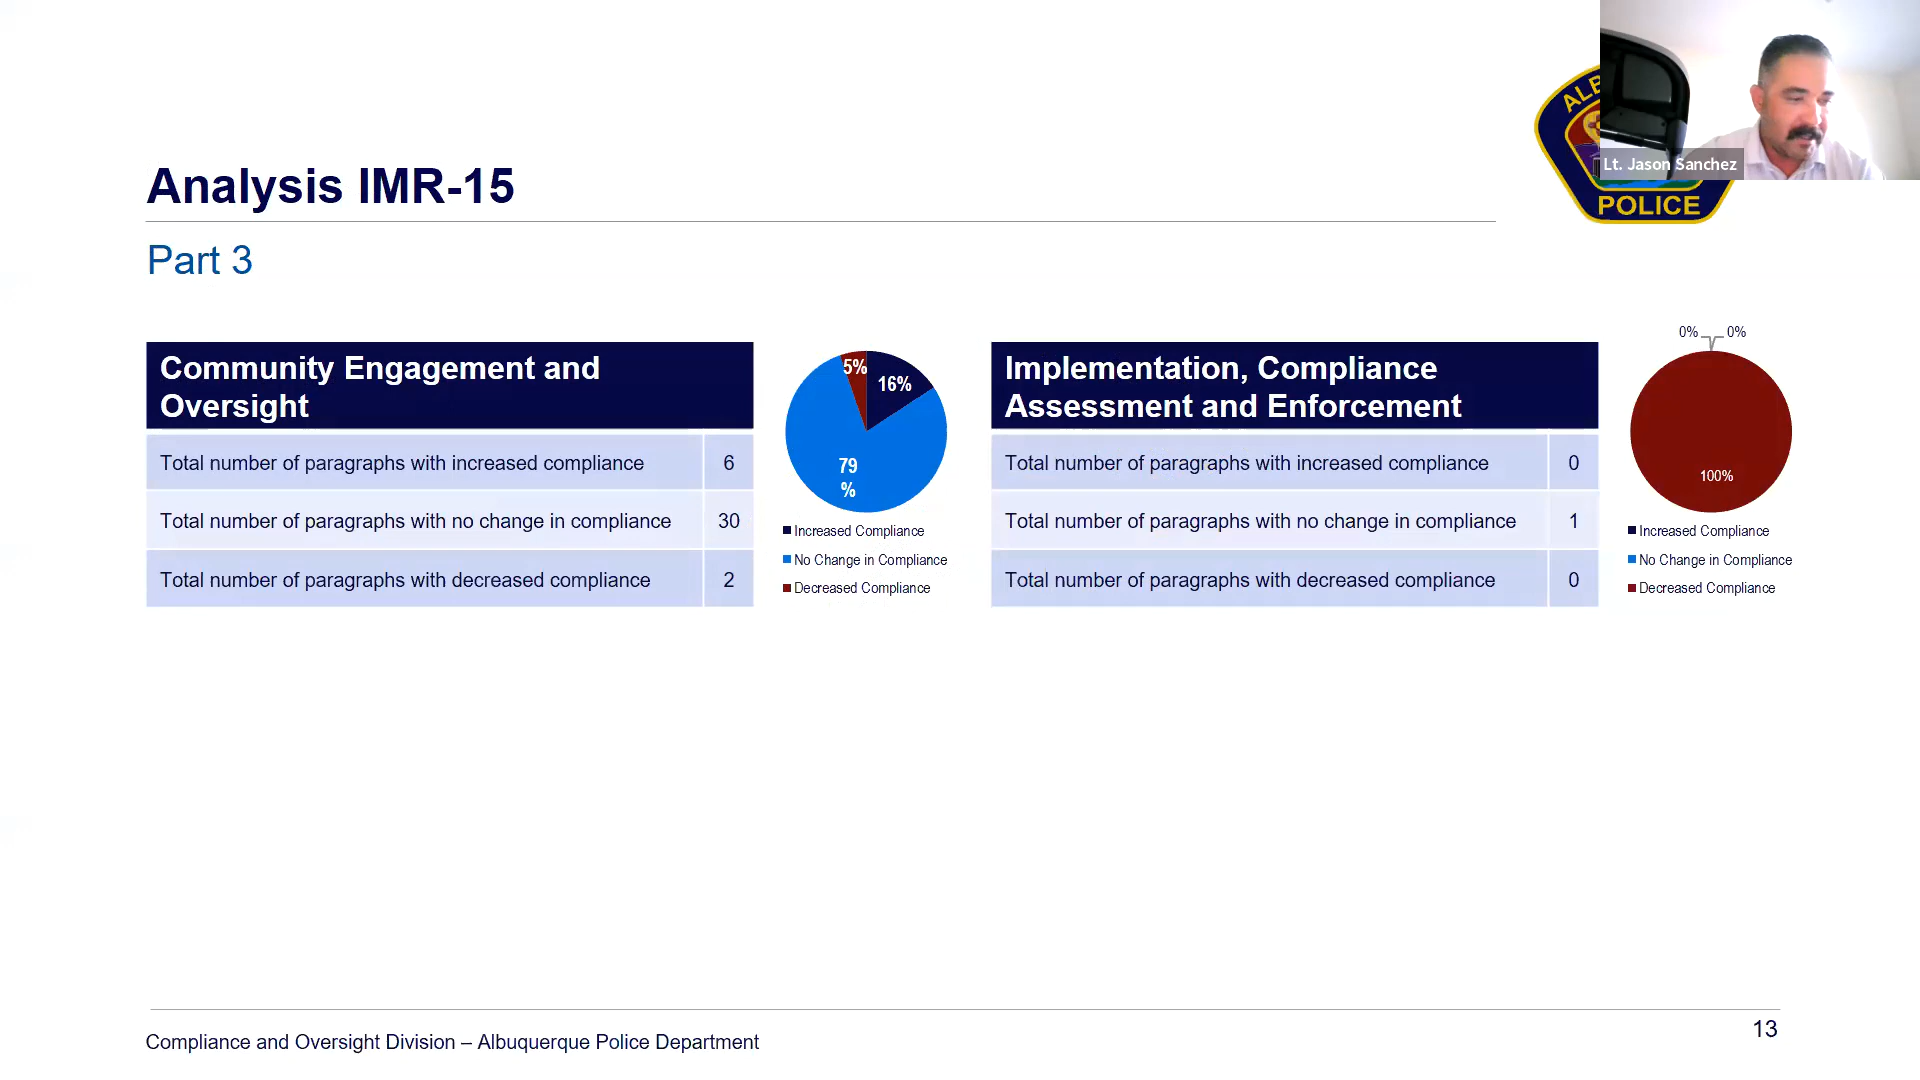 Lt. Jason Sanchez
POLICE
Analysis IMR-15
Part 3
Community Engagement and
Oversight
Total number of paragraphs with increased compliance 6
Total number of paragraphs with no change in compliance 30
Total number of paragraphs with decreased compliance 2
5%
16%
79
%
Increased Compliance
No Change in Compliance
Decreased Compliance
Implementation, Compliance
Assessment and Enforcement
Total number of paragraphs with increased compliance 0
Total number of paragraphs with no change in compliance 1
Total number of paragraphs with decreased compliance 0
0% 0%
100%
Increased Compliance
No Change in Compliance
Decreased Compliance
Compliance and Oversight Division – Albuquerque Police Department
13